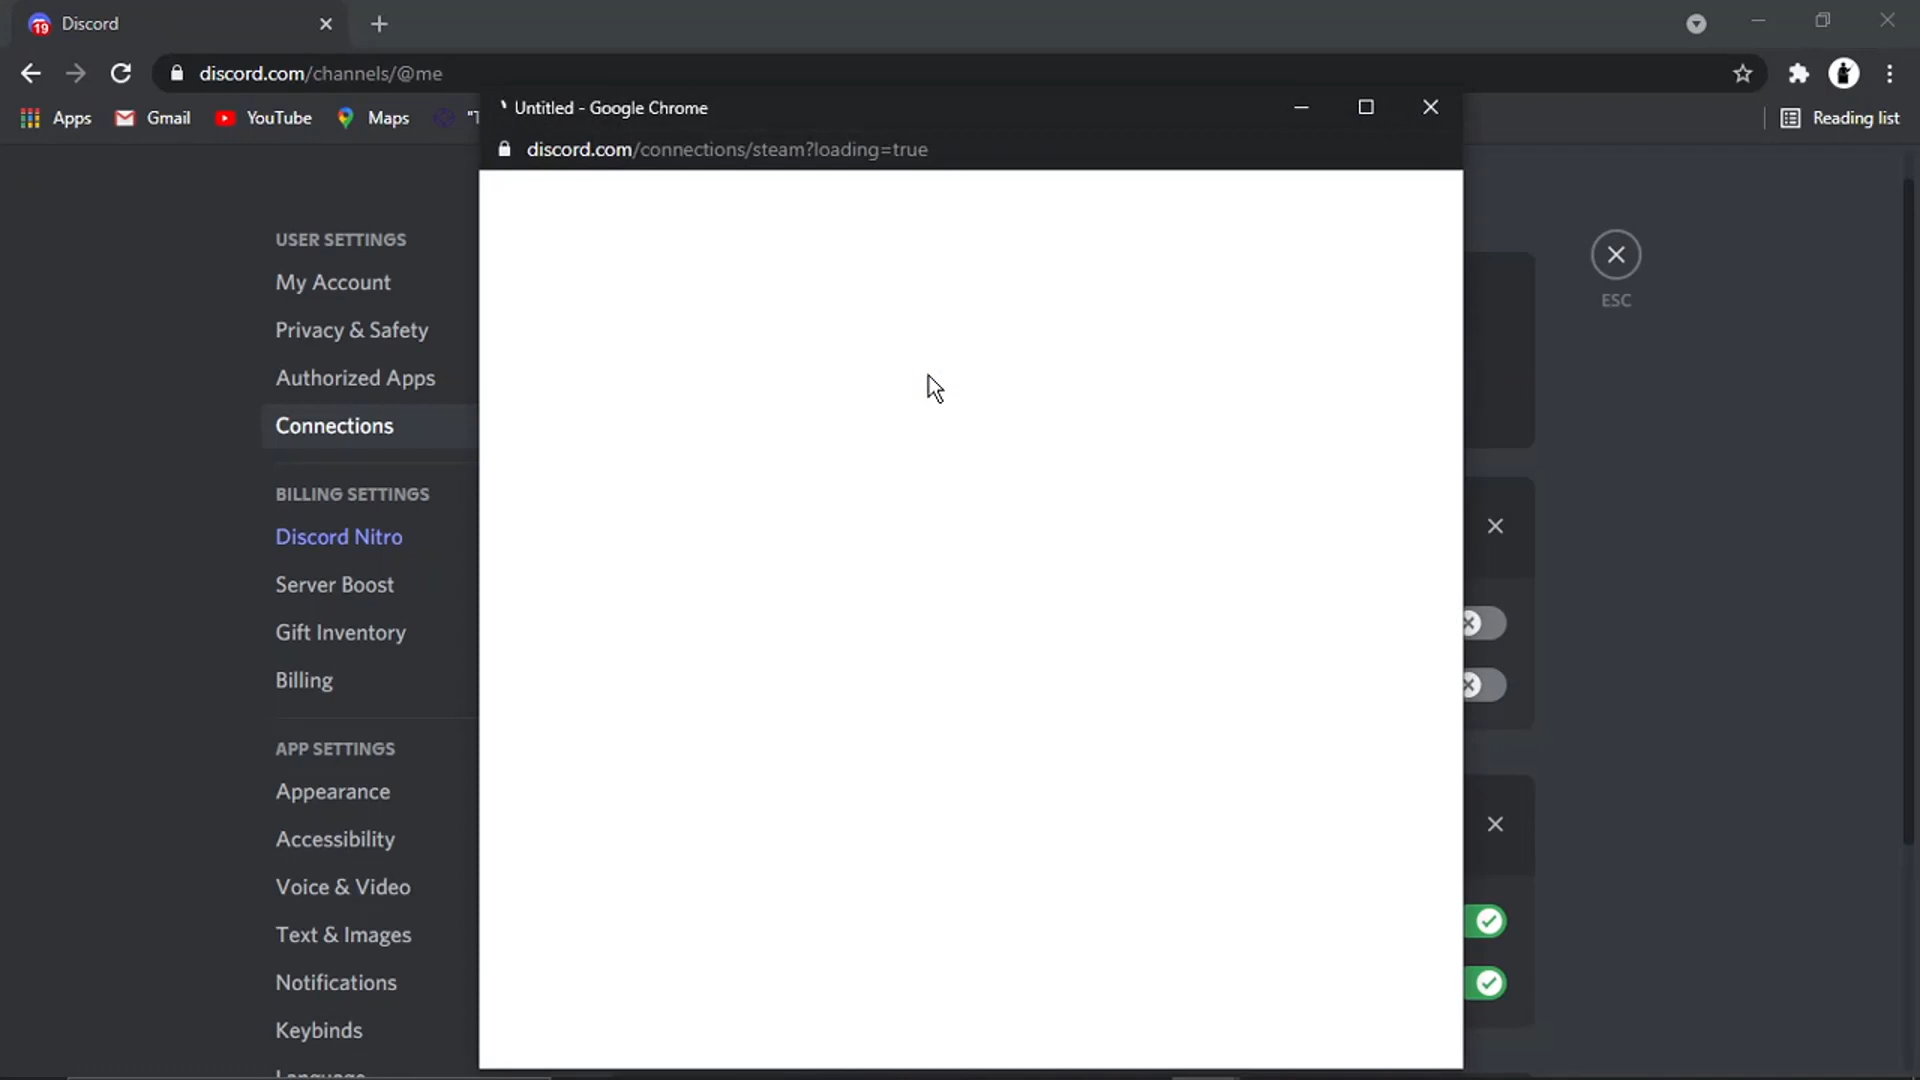 19 Discord
discord.com/channels/@me
Apps Gmail YouTube Maps "T Reading list
Untitled - Google Chrome
discord.com/connections/steam?loading=true
USER SETTINGS
My Account
Privacy & Safety
Authorized Apps
Connections
BILLING SETTINGS
Discord Nitro
Server Boost
Gift Inventory
Billing
APP SETTINGS
Appearance
Accessibility
Voice & Video
Text & Images
Notifications
Keybinds
Language
ESC